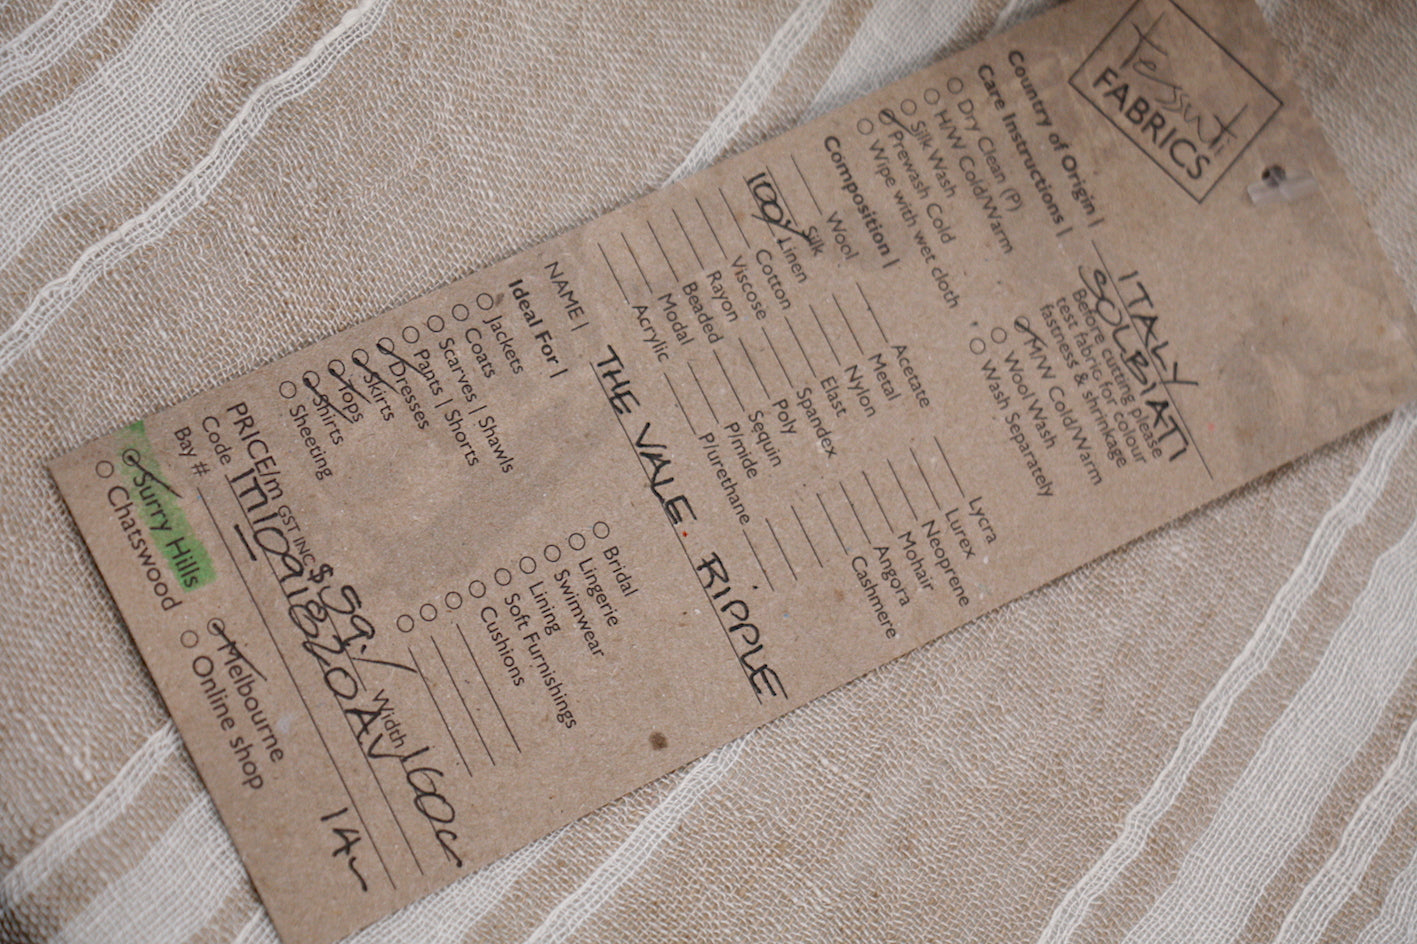 tessuti
FABRICS
Country of Origin | ITALY
SOLBIATI
Care Instructions |
Before cutting please
test fabric for colour
fastness & shrinkage
Dry Clean (P)
H/W Cold/Warm
Silk Wash
Prewash Cold
Wipe with wet cloth
M/W Cold/Warm
Wool Wash
Wash Separately
Composition |
Wool
Silk
100% Linen
Cotton
Viscose
Rayon
Beaded
Modal
Acrylic
Acetate
Metal
Nylon
Elast
Spandex
Poly
Sequin
P/mide
P/urethane
Lycra
Lurex
Neoprene
Mohair
Angora
Cashmere
NAME | THE VALE. RIPPLE
Ideal For |
Jackets
Coats
Scarves | Shawls
Pants | Shorts
Dresses
Skirts
Tops
Shirts
Sheeting
Bridal
Lingerie
Swimwear
Lining
Soft Furnishings
Cushions
PRICE/m GST INC $ 59./ Width 160c
Code
Bay # 14
Surry Hills
Chatswood
Melbourne
Online shop